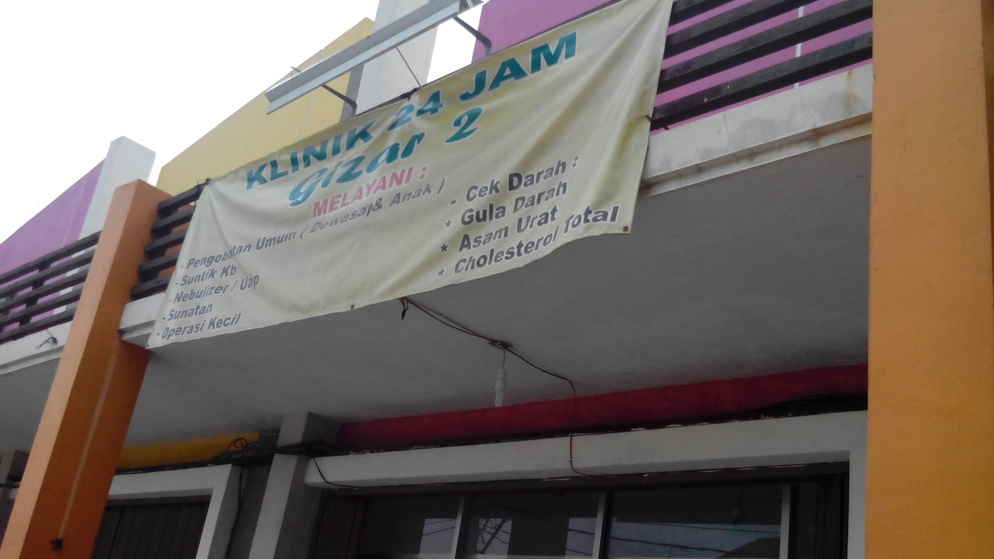 KLINIK 24 JAM
Gizar 2
MELAYANI :
- Pengobatan Umum ( Dewasa & Anak )
- Suntik Kb
- Nebulizer / Uap
- Sunatan
- Operasi Kecil
- Cek Darah :
* Gula Darah
* Asam Urat
* Cholesterol Total